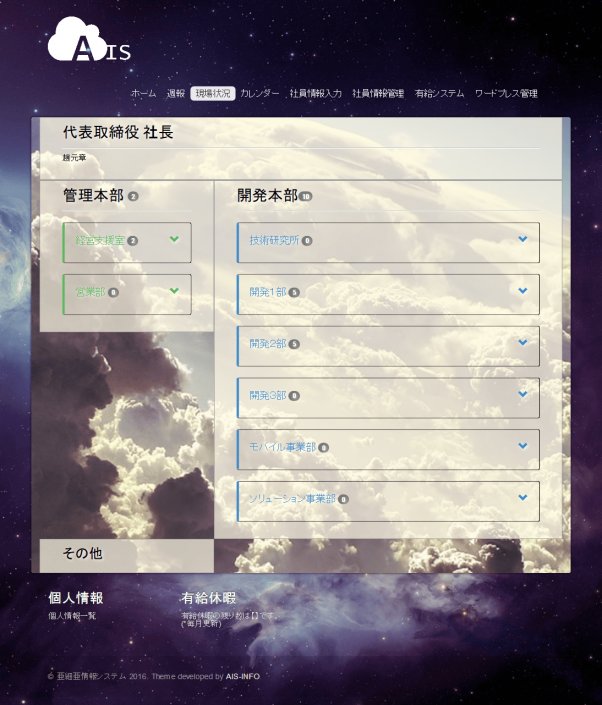 AIS
ホーム 週報 現場状況 カレンダー 社員情報入力 社員情報管理 有給システム ワードプレス管理
代表取締役 社長
趙元章
管理本部 2
経営支援室 2
営業部 0
開発本部 10
技術研究所 0
開発1部 5
開発2部 5
開発3部 0
モバイル事業部 0
ソリューション事業部 0
その他
個人情報
個人情報一覧
有給休暇
有給休暇の残り数は【】です。
(*毎月更新)
© 亜細亜情報システム 2016. Theme developed by AIS-INFO